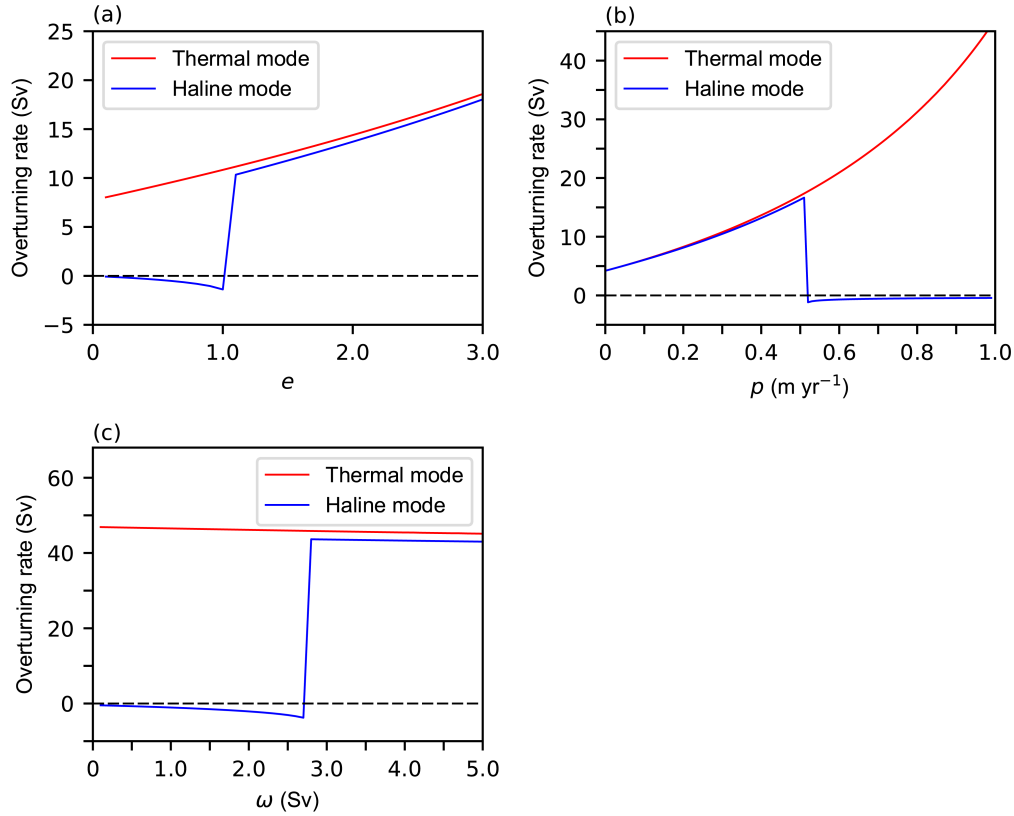 (a)
Overturning rate (Sv)
25
20
15
10
5
0
−5
Thermal mode
Haline mode
0 1.0 2.0 3.0
e
(b)
Overturning rate (Sv)
40
30
20
10
0
Thermal mode
Haline mode
0 0.2 0.4 0.6 0.8 1.0
p (m yr⁻¹)
(c)
Overturning rate (Sv)
60
40
20
0
Thermal mode
Haline mode
0 2.0 3.0 4.0 5.0
ω (Sv)